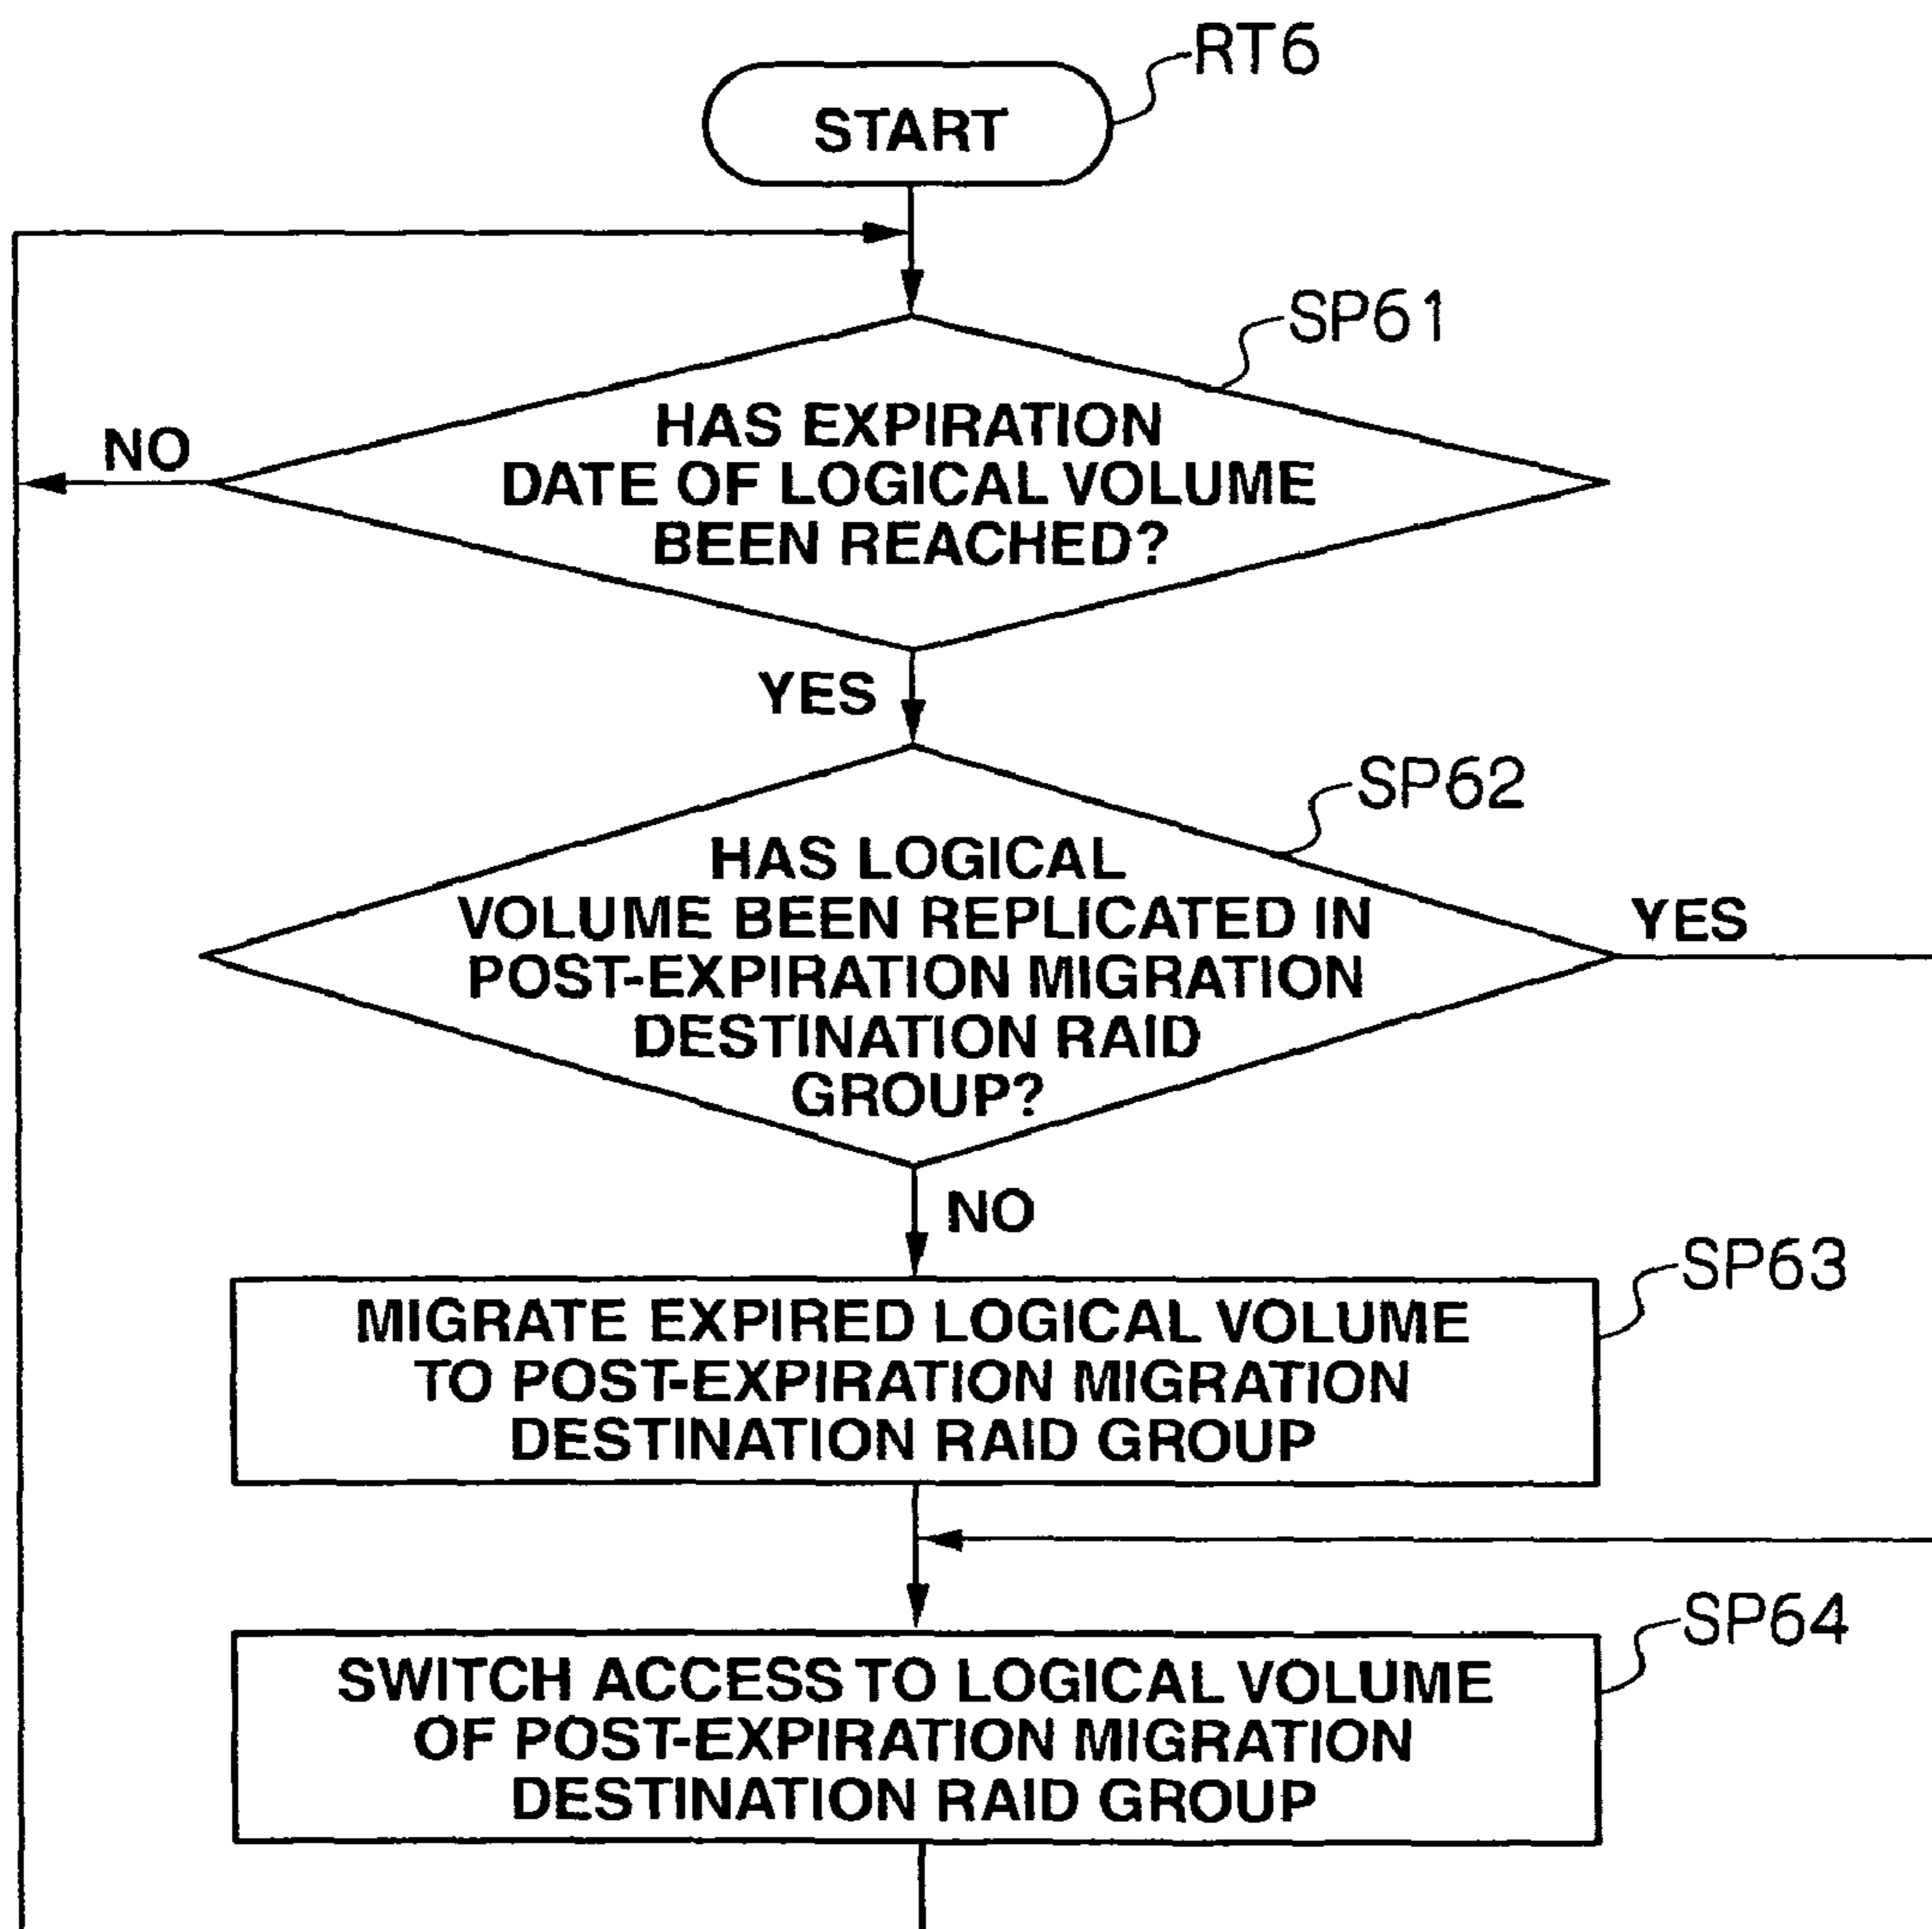 RT6
START
SP61
HAS EXPIRATION
DATE OF LOGICAL VOLUME
BEEN REACHED?
NO
YES
SP62
HAS LOGICAL
VOLUME BEEN REPLICATED IN
POST-EXPIRATION MIGRATION
DESTINATION RAID
GROUP?
YES
NO
SP63
MIGRATE EXPIRED LOGICAL VOLUME
TO POST-EXPIRATION MIGRATION
DESTINATION RAID GROUP
SP64
SWITCH ACCESS TO LOGICAL VOLUME
OF POST-EXPIRATION MIGRATION
DESTINATION RAID GROUP